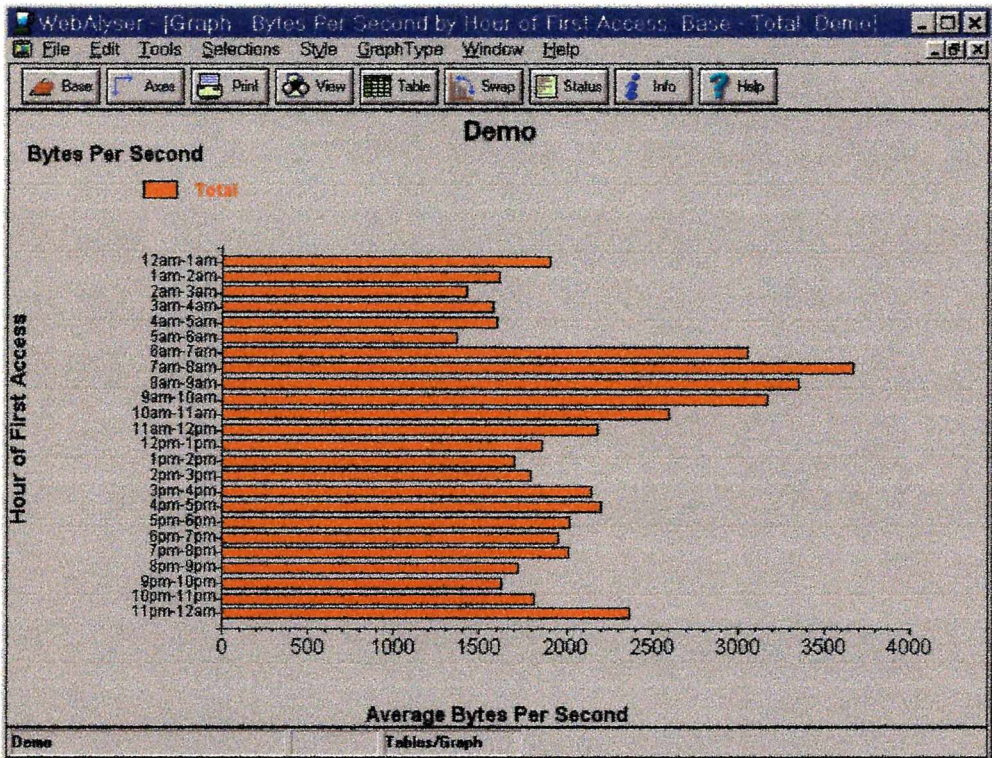 WebAlyser - [Graph - Bytes Per Second by Hour of First Access. Base - Total. Demo]
File Edit Tools Selections Style GraphType Window Help
Base Axes Print View Table Swap Status Info Help
Demo
Bytes Per Second
Total
Hour of First Access
12am-1am
1am-2am
2am-3am
3am-4am
4am-5am
5am-6am
6am-7am
7am-8am
8am-9am
9am-10am
10am-11am
11am-12pm
12pm-1pm
1pm-2pm
2pm-3pm
3pm-4pm
4pm-5pm
5pm-6pm
6pm-7pm
7pm-8pm
8pm-9pm
9pm-10pm
10pm-11pm
11pm-12am
0 500 1000 1500 2000 2500 3000 3500 4000
Average Bytes Per Second
Demo Tables/Graph